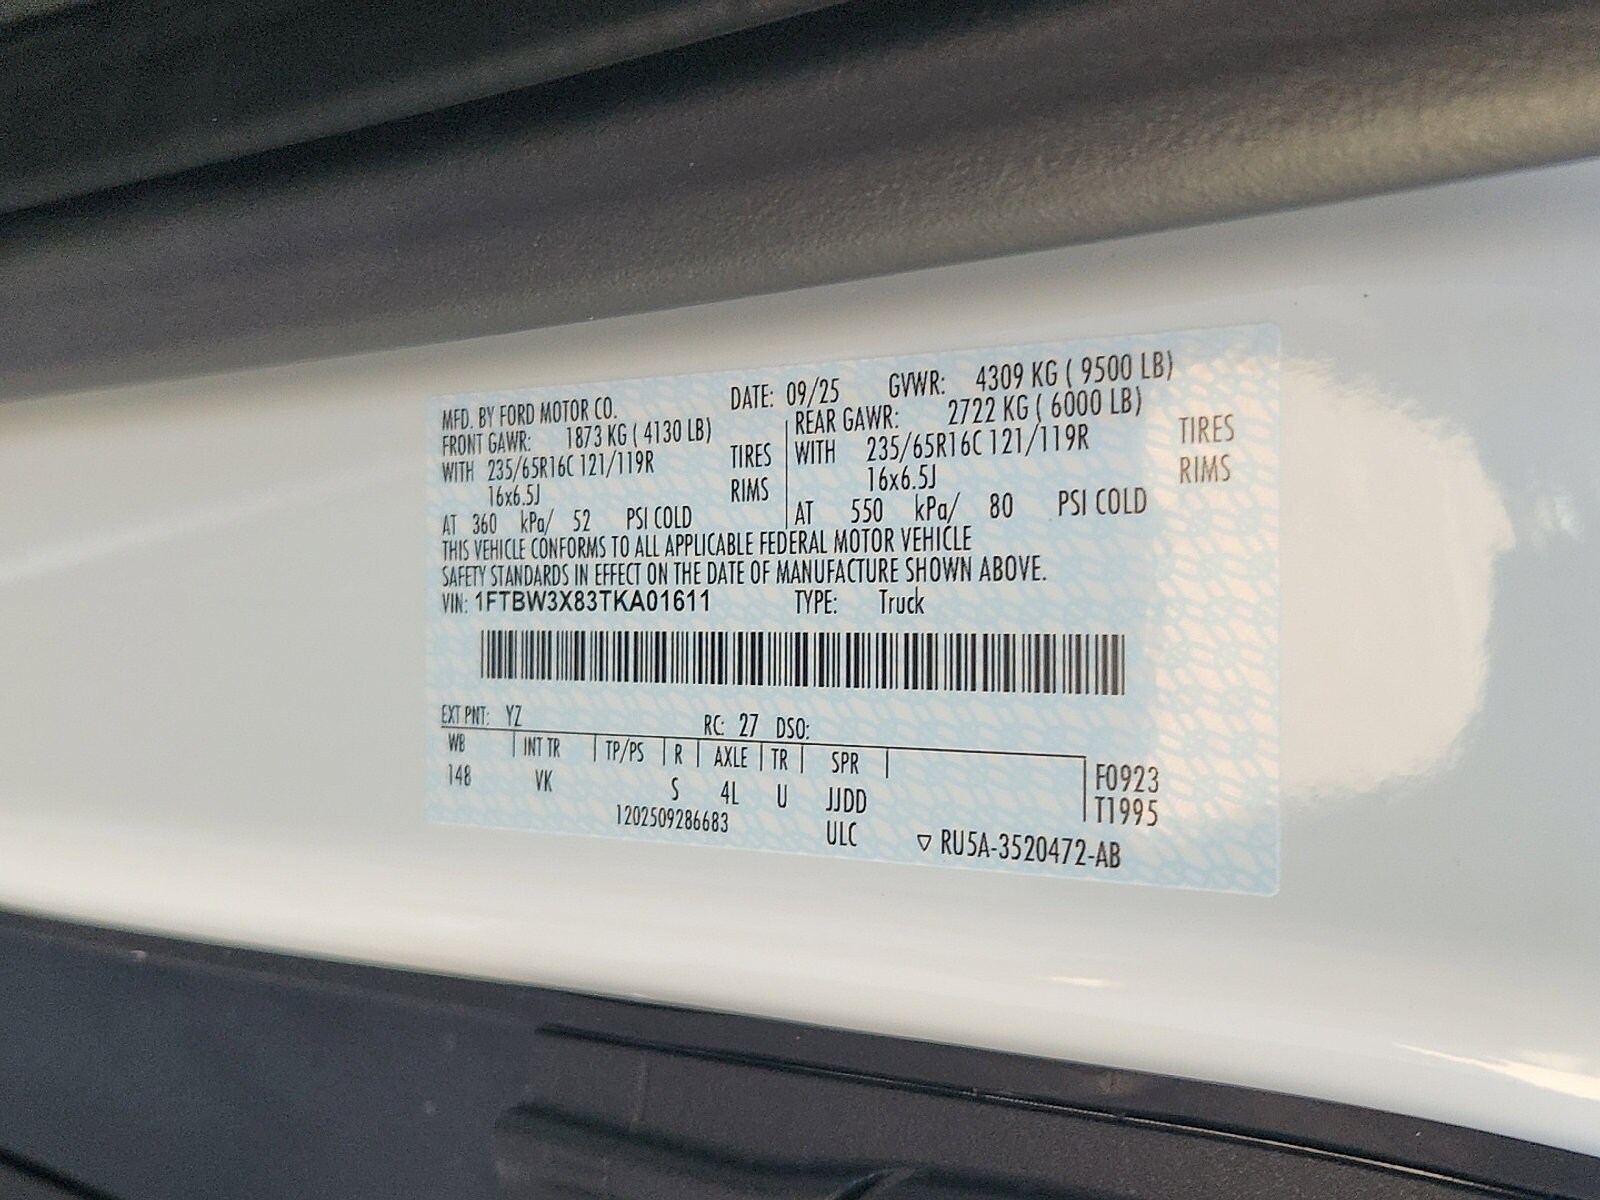 MFD. BY FORD MOTOR CO. DATE: 09/25 GVWR: 4309 KG ( 9500 LB)
FRONT GAWR: 1873 KG ( 4130 LB) REAR GAWR: 2722 KG ( 6000 LB)
WITH 235/65R16C 121/119R TIRES WITH 235/65R16C 121/119R TIRES
16x6.5J RIMS 16x6.5J RIMS
AT 360 kPa/ 52 PSI COLD AT 550 kPa/ 80 PSI COLD
THIS VEHICLE CONFORMS TO ALL APPLICABLE FEDERAL MOTOR VEHICLE
SAFETY STANDARDS IN EFFECT ON THE DATE OF MANUFACTURE SHOWN ABOVE.
VIN: 1FTBW3X83TKA01611 TYPE: Truck
EXT PNT: YZ RC: 27 DSO:
WB INT TR TP/PS R AXLE TR SPR
148 VK S 4L U JJDD F0923
T1995
1202509286683 ULC ▽ RU5A-3520472-AB